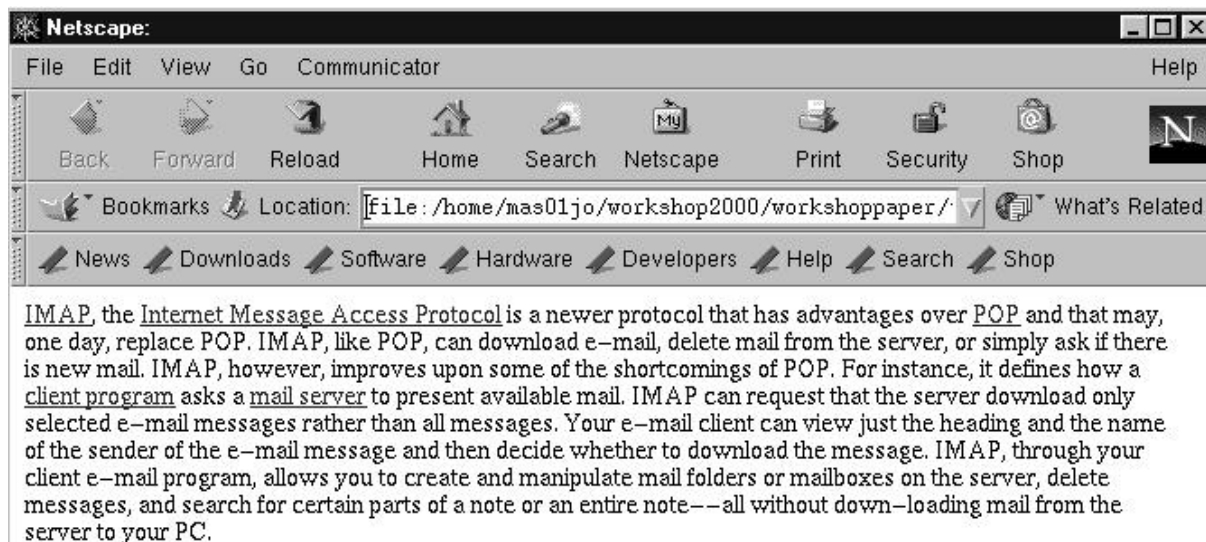 Netscape:
File Edit View Go Communicator Help
Back Forward Reload Home Search Netscape Print Security Shop
My
N
Bookmarks Location: file:/home/mas01jo/workshop2000/workshoppaper/ What's Related
News Downloads Software Hardware Developers Help Search Shop
IMAP, the Internet Message Access Protocol is a newer protocol that has advantages over POP and that may,
one day, replace POP. IMAP, like POP, can download e-mail, delete mail from the server, or simply ask if there
is new mail. IMAP, however, improves upon some of the shortcomings of POP. For instance, it defines how a
client program asks a mail server to present available mail. IMAP can request that the server download only
selected e-mail messages rather than all messages. Your e-mail client can view just the heading and the name
of the sender of the e-mail message and then decide whether to download the message. IMAP, through your
client e-mail program, allows you to create and manipulate mail folders or mailboxes on the server, delete
messages, and search for certain parts of a note or an entire note--all without down-loading mail from the
server to your PC.